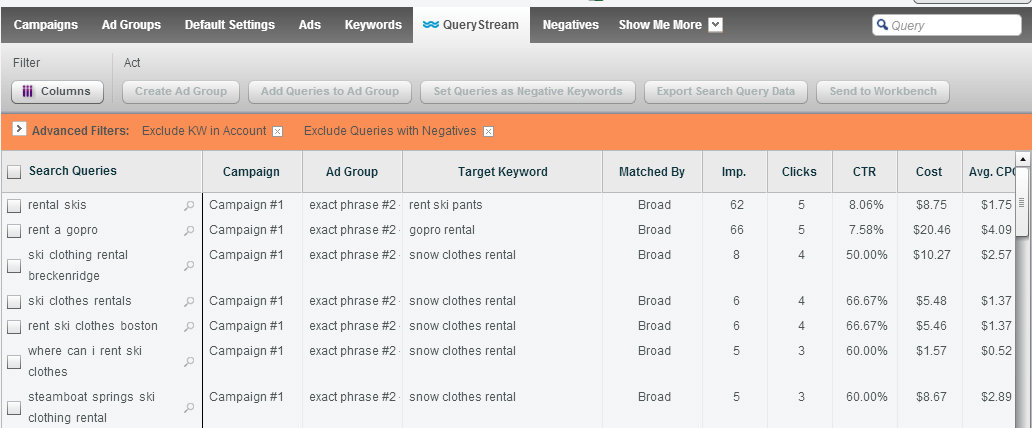 Campaigns Ad Groups Default Settings Ads Keywords QueryStream Negatives Show Me More Query
Filter Act
Columns Create Ad Group Add Queries to Ad Group Set Queries as Negative Keywords Export Search Query Data Send to Workbench
Advanced Filters: Exclude KW in Account Exclude Queries with Negatives
Search Queries Campaign Ad Group Target Keyword Matched By Imp. Clicks CTR Cost Avg. CPC
rental skis Campaign #1 exact phrase #2 - rent ski pants Broad 62 5 8.06% $8.75 $1.75
rent a gopro Campaign #1 exact phrase #2 - gopro rental Broad 66 5 7.58% $20.46 $4.09
ski clothing rental Campaign #1 exact phrase #2 - snow clothes rental Broad 8 4 50.00% $10.27 $2.57
breckenridge
ski clothes rentals Campaign #1 exact phrase #2 - snow clothes rental Broad 6 4 66.67% $5.48 $1.37
rent ski clothes boston Campaign #1 exact phrase #2 - snow clothes rental Broad 6 4 66.67% $5.46 $1.37
where can i rent ski Campaign #1 exact phrase #2 - snow clothes rental Broad 5 3 60.00% $1.57 $0.52
clothes
steamboat springs ski Campaign #1 exact phrase #2 - snow clothes rental Broad 5 3 60.00% $8.67 $2.89
clothing rental